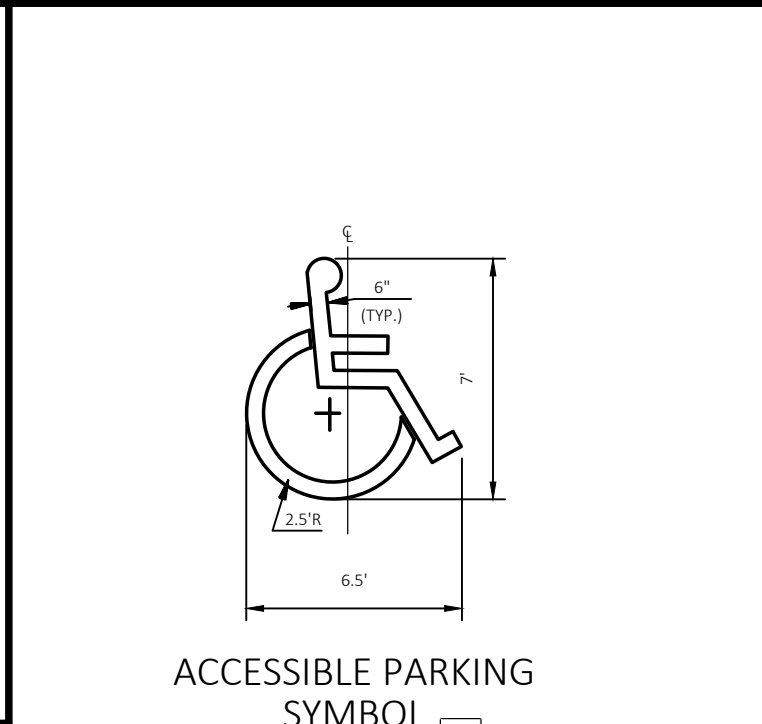 ℄
6"
(TYP.)
7'
2.5'R
6.5'
ACCESSIBLE PARKING
SYMBOL